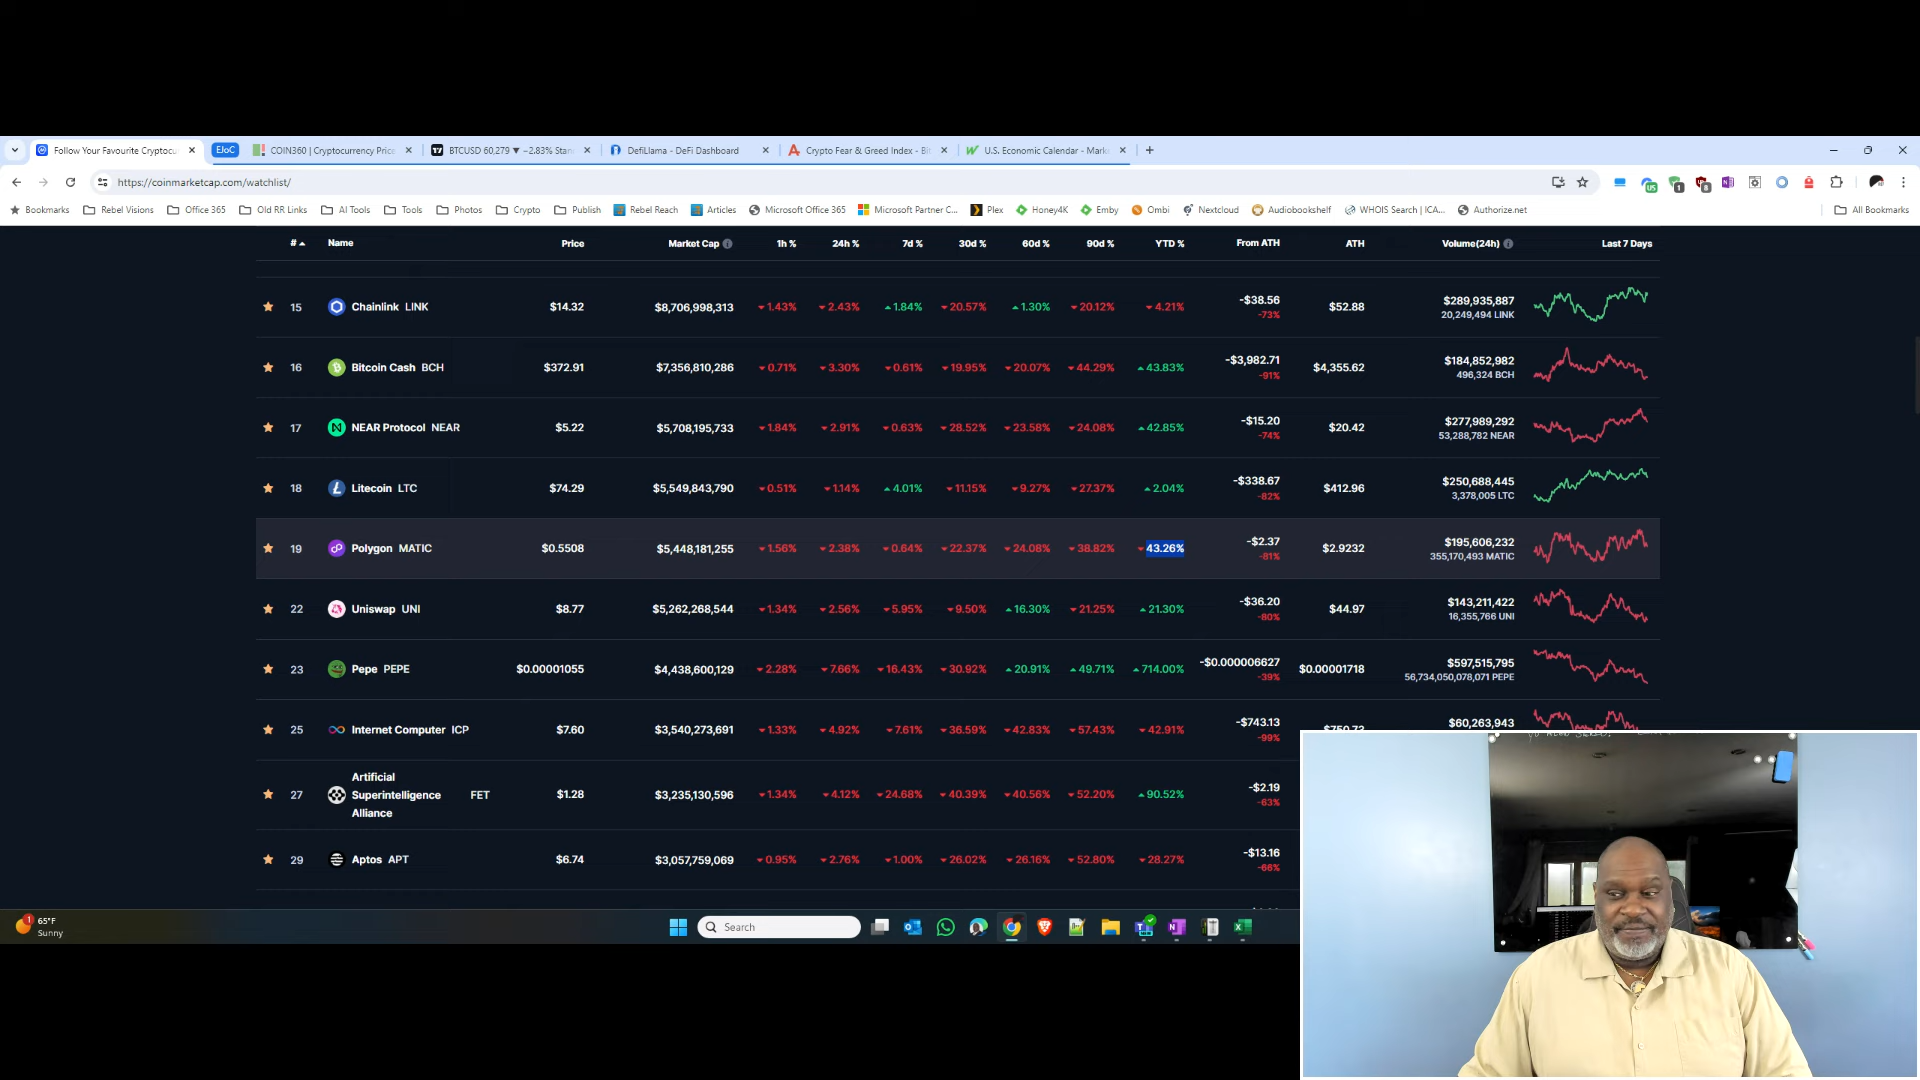 Follow Your Favourite Cryptocu
EJoC
COIN360 | Cryptocurrency Price
BTCUSD 60,279 ▼ −2.83% Stan
DefiLlama - DeFi Dashboard
Crypto Fear & Greed Index - Bit
U.S. Economic Calendar - Mark
https://coinmarketcap.com/watchlist/
US 1 8
Bookmarks Rebel Visions Office 365 Old RR Links AI Tools Tools Photos Crypto Publish Rebel Reach Articles Microsoft Office 365 Microsoft Partner C... Plex Honey4K Emby Ombi Nextcloud Audiobookshelf WHOIS Search | ICA... Authorize.net All Bookmarks
# Name Price Market Cap 1h % 24h % 7d % 30d % 60d % 90d % YTD % From ATH ATH Volume(24h) Last 7 Days
15 Chainlink LINK $14.32 $8,706,998,313 1.43% 2.43% 1.84% 20.57% 1.30% 20.12% 4.21% -$38.56 $52.88 $289,935,887
-73% 20,249,494 LINK
16 Bitcoin Cash BCH $372.91 $7,356,810,286 0.71% 3.30% 0.61% 19.95% 20.07% 44.29% 43.83% -$3,982.71 $4,355.62 $184,852,982
-91% 496,324 BCH
17 NEAR Protocol NEAR $5.22 $5,708,195,733 1.84% 2.91% 0.63% 28.52% 23.58% 24.08% 42.85% -$15.20 $20.42 $277,989,292
-74% 53,288,782 NEAR
18 Litecoin LTC $74.29 $5,549,843,790 0.51% 1.14% 4.01% 11.15% 9.27% 27.37% 2.04% -$338.67 $412.96 $250,688,445
-82% 3,378,005 LTC
19 Polygon MATIC $0.5508 $5,448,181,255 1.56% 2.38% 0.64% 22.37% 24.08% 38.82% 43.26% -$2.37 $2.9232 $195,606,232
-81% 355,170,493 MATIC
22 Uniswap UNI $8.77 $5,262,268,544 1.34% 2.56% 5.95% 9.50% 16.30% 21.25% 21.30% -$36.20 $44.97 $143,211,422
-80% 16,355,766 UNI
23 Pepe PEPE $0.00001055 $4,438,600,129 2.28% 7.66% 16.43% 30.92% 20.91% 49.71% 714.00% -$0.000006627 $0.00001718 $597,515,795
-39% 56,734,050,078,071 PEPE
25 Internet Computer ICP $7.60 $3,540,273,691 1.33% 4.92% 7.61% 36.59% 42.83% 57.43% 42.91% -$743.13 $750.73 $60,263,943
-99%
27 Artificial Superintelligence Alliance FET $1.28 $3,235,130,596 1.34% 4.12% 24.68% 40.39% 40.56% 52.20% 90.52% -$2.19
-63%
29 Aptos APT $6.74 $3,057,759,069 0.95% 2.76% 1.00% 26.02% 26.16% 52.80% 28.27% -$13.16
-66%
1 65°F
Sunny
Search